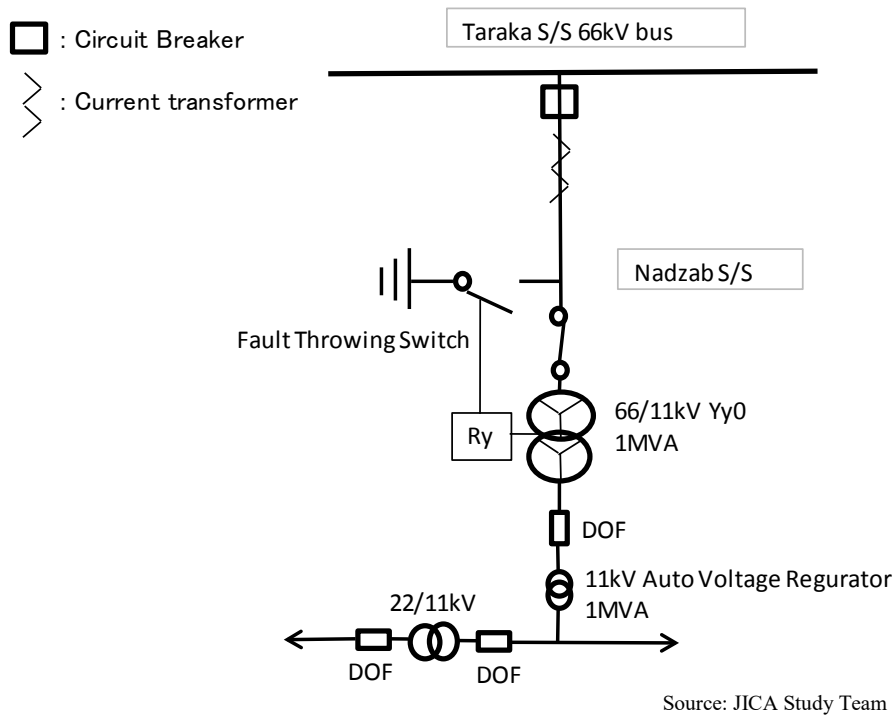 Taraka S/S 66kV bus
: Circuit Breaker
: Current transformer
Nadzab S/S
Fault Throwing Switch
66/11kV Yy0
1MVA
Ry
DOF
11kV Auto Voltage Regurator
1MVA
22/11kV
DOF
DOF
Source: JICA Study Team